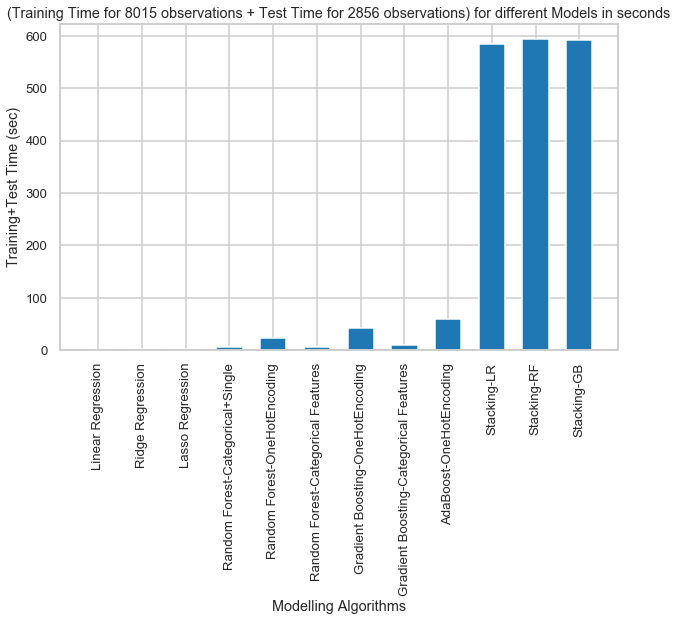 (Training Time for 8015 observations + Test Time for 2856 observations) for different Models in seconds
Training+Test Time (sec)
600
500
400
300
200
100
0
Linear Regression
Ridge Regression
Lasso Regression
Random Forest-Categorical+Single
Random Forest-OneHotEncoding
Random Forest-Categorical Features
Gradient Boosting-OneHotEncoding
Gradient Boosting-Categorical Features
AdaBoost-OneHotEncoding
Stacking-LR
Stacking-RF
Stacking-GB
Modelling Algorithms